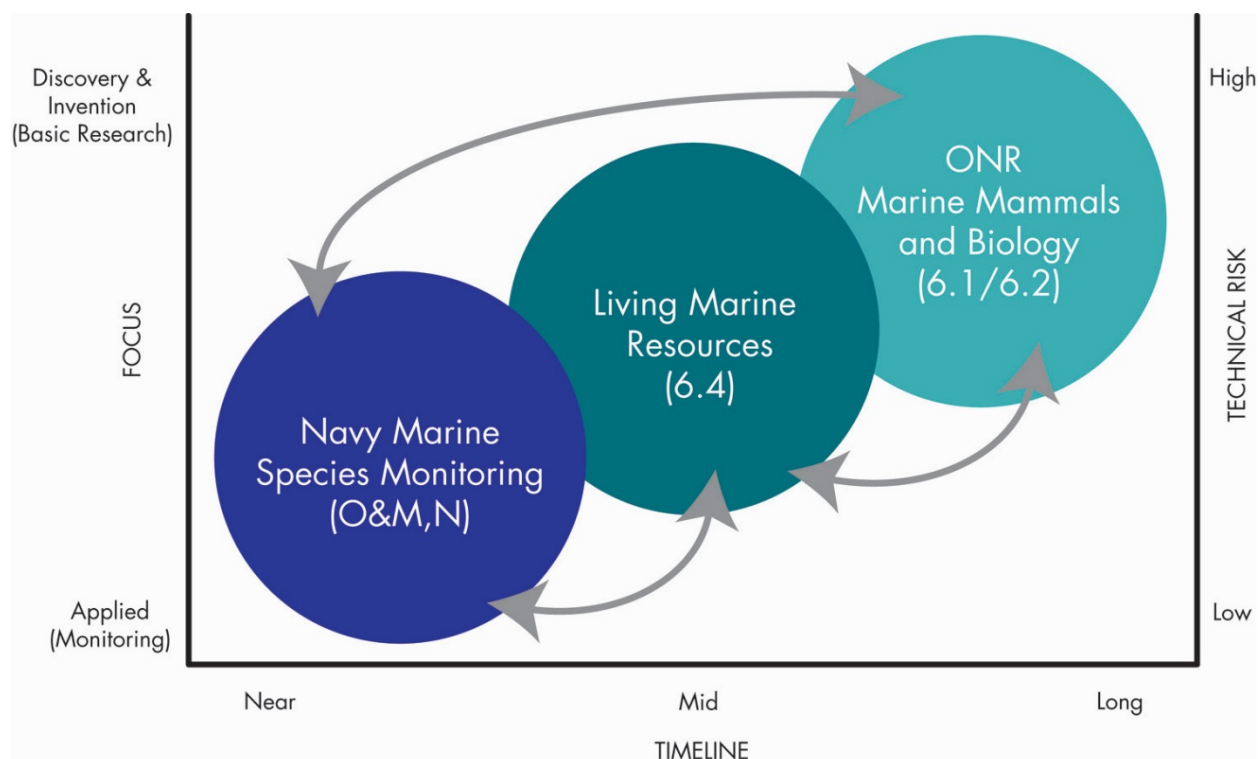 Discovery &
Invention
(Basic Research)
FOCUS
Applied
(Monitoring)
ONR
Marine Mammals
and Biology
(6.1/6.2)
Living Marine
Resources
(6.4)
Navy Marine
Species Monitoring
(O&M,N)
High
TECHNICAL RISK
Low
Near
Mid
Long
TIMELINE